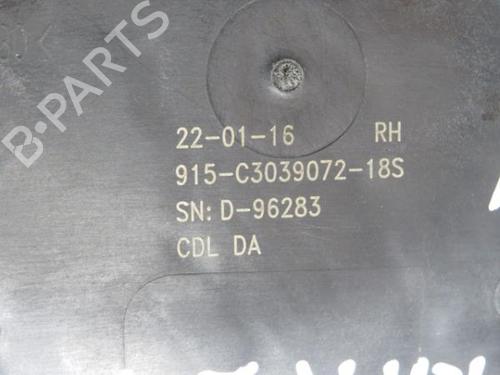 22-01-16 RH
915-C3039072-18S
SN: D-96283
CDL DA
B-PARTS